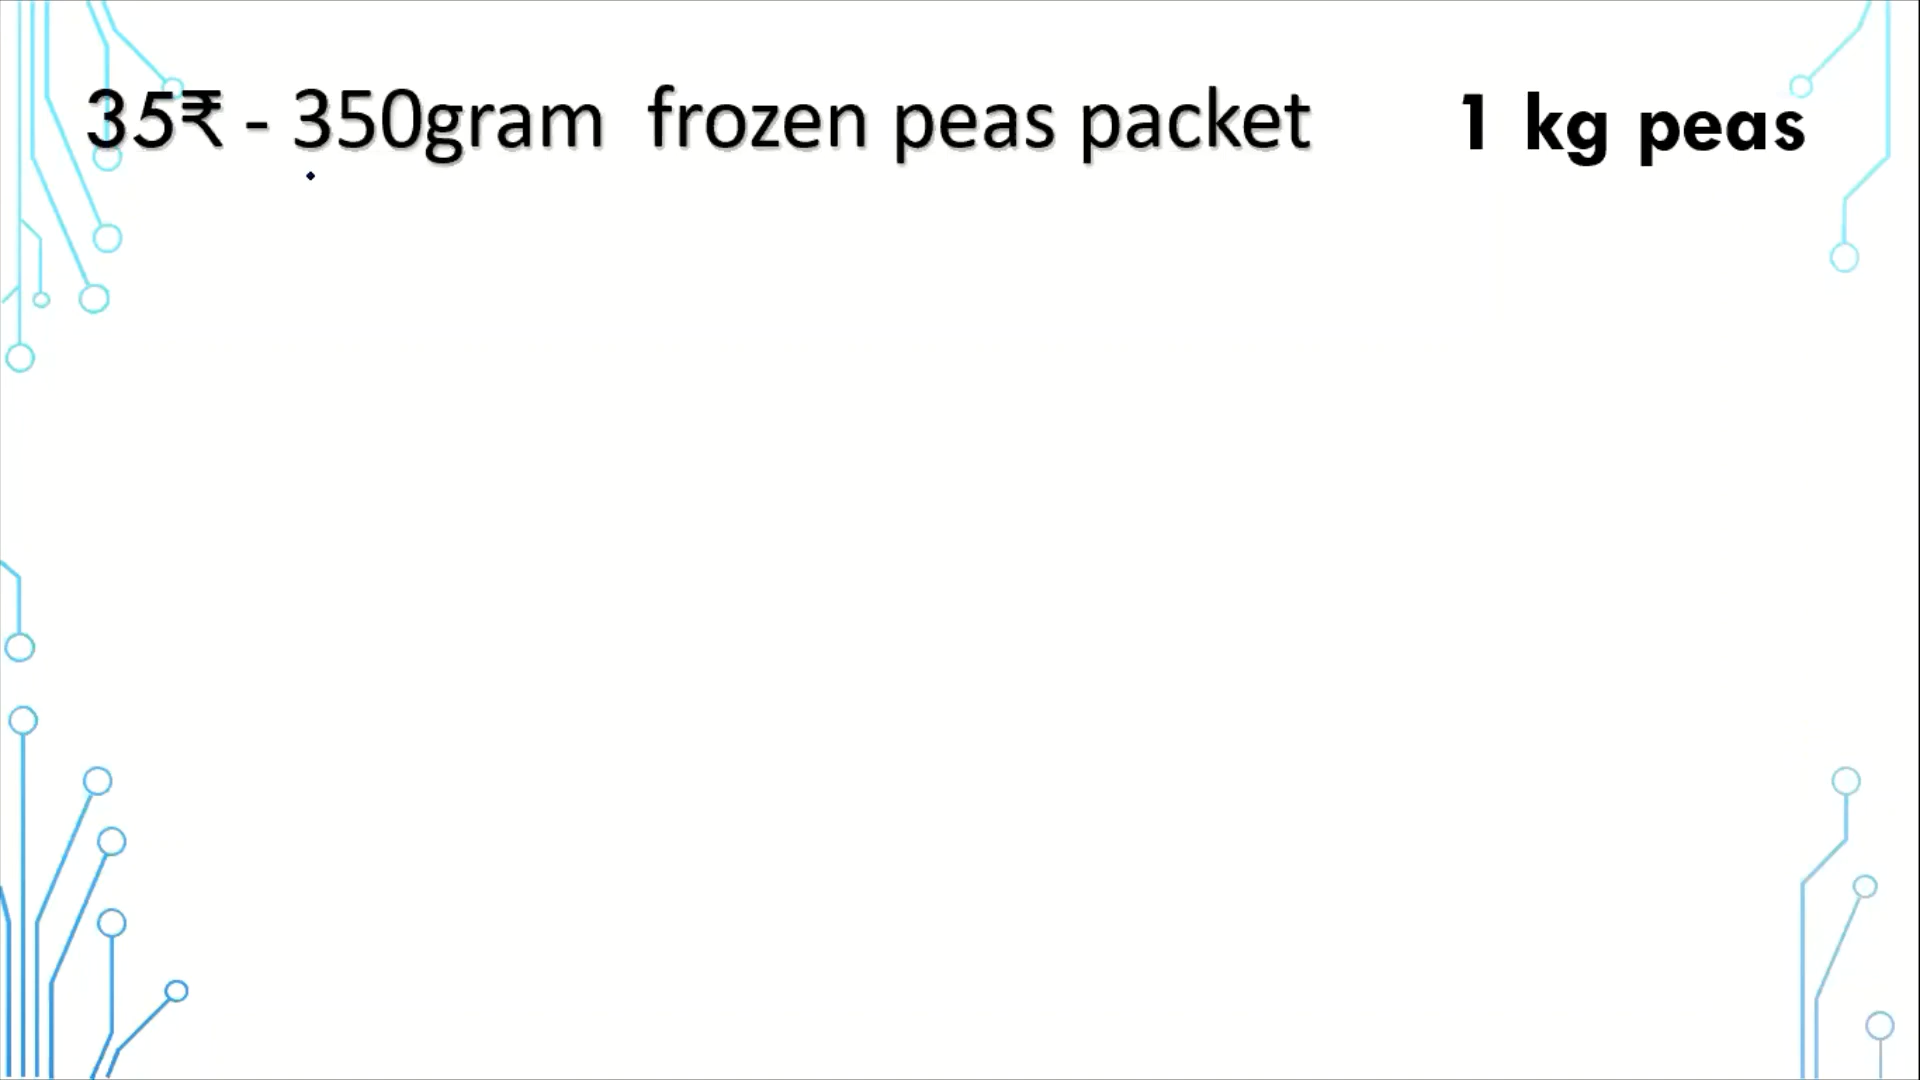 35₹ - 350gram frozen peas packet 1 kg peas